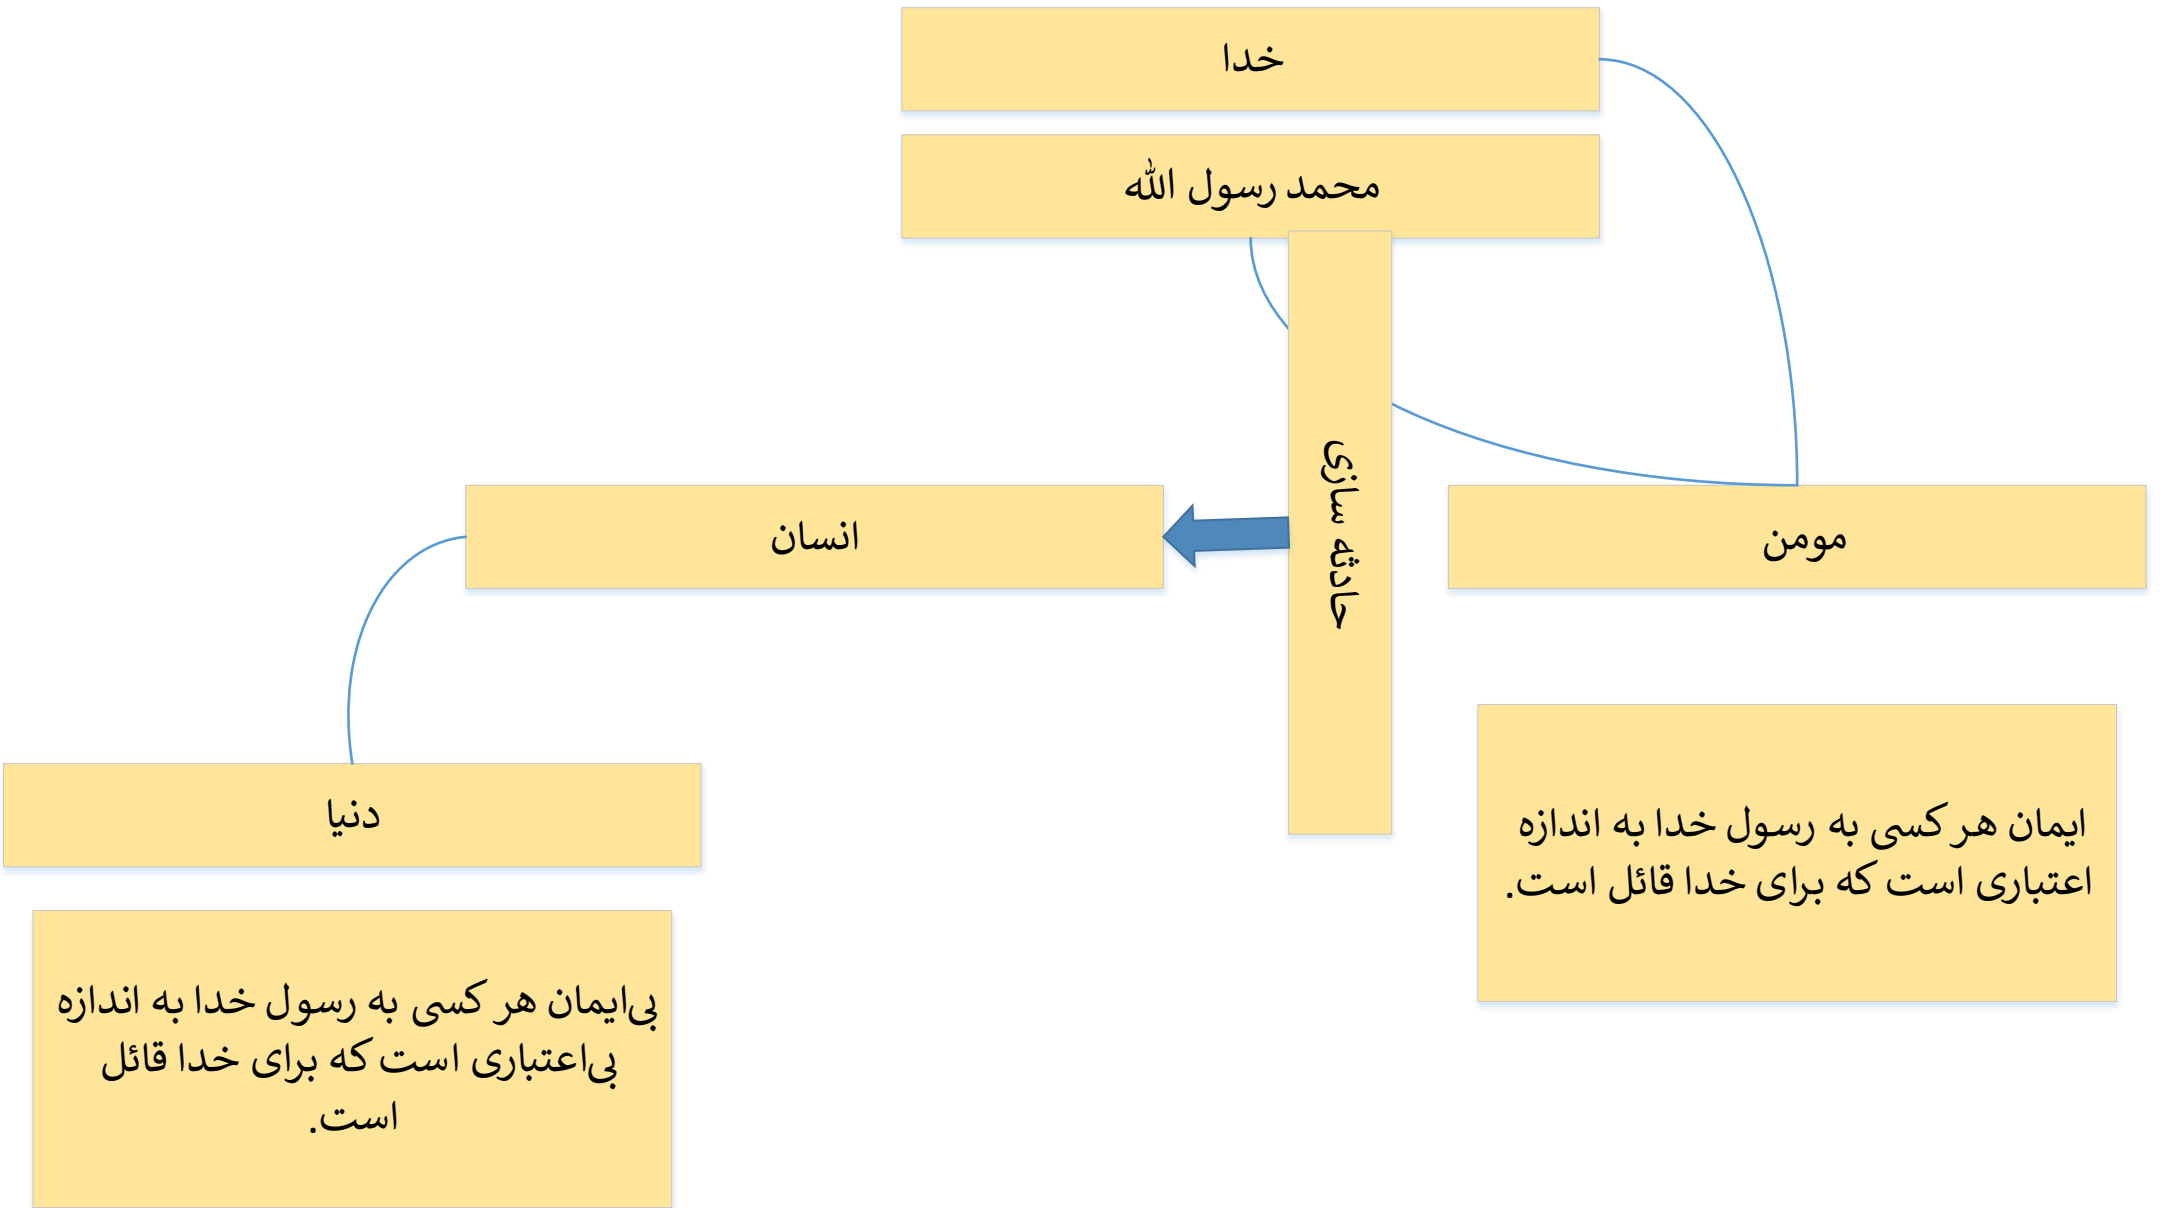 خدا
محمد رسول الله
حادثه سازی
مومن
انسان
ایمان هر کسی به رسول خدا به اندازه
اعتباری است که برای خدا قائل است.
دنیا
بی‌ایمان هر کسی به رسول خدا به اندازه
بی‌اعتباری است که برای خدا قائل
است.